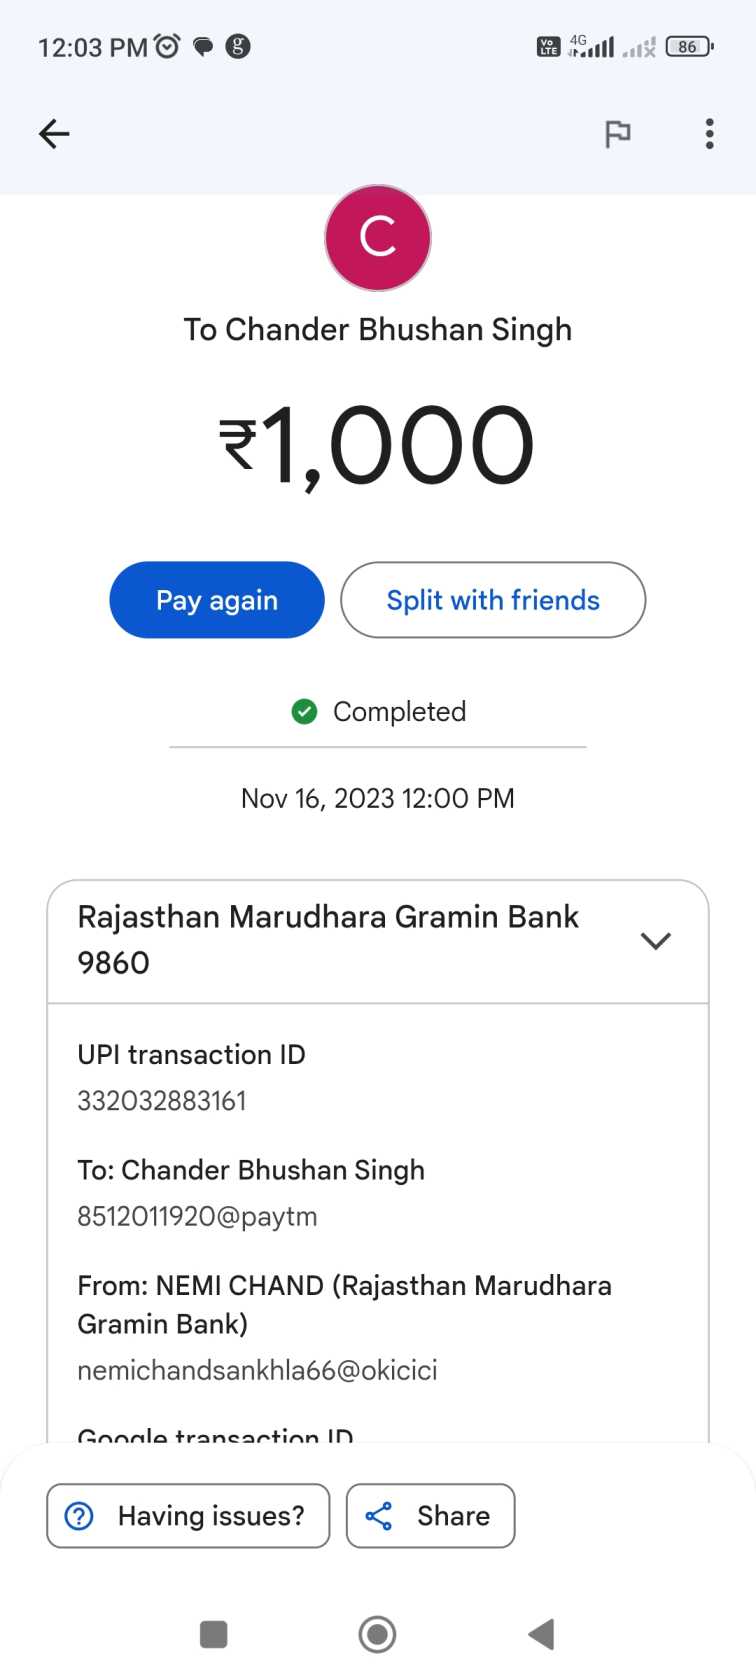 12:03 PM
Vo LTE 4G 86
C
To Chander Bhushan Singh
₹1,000
Pay again
Split with friends
Completed
Nov 16, 2023 12:00 PM
Rajasthan Marudhara Gramin Bank
9860
UPI transaction ID
332032883161
To: Chander Bhushan Singh
8512011920@paytm
From: NEMI CHAND (Rajasthan Marudhara
Gramin Bank)
nemichandsankhla66@okicici
Google transaction ID
Having issues?
Share